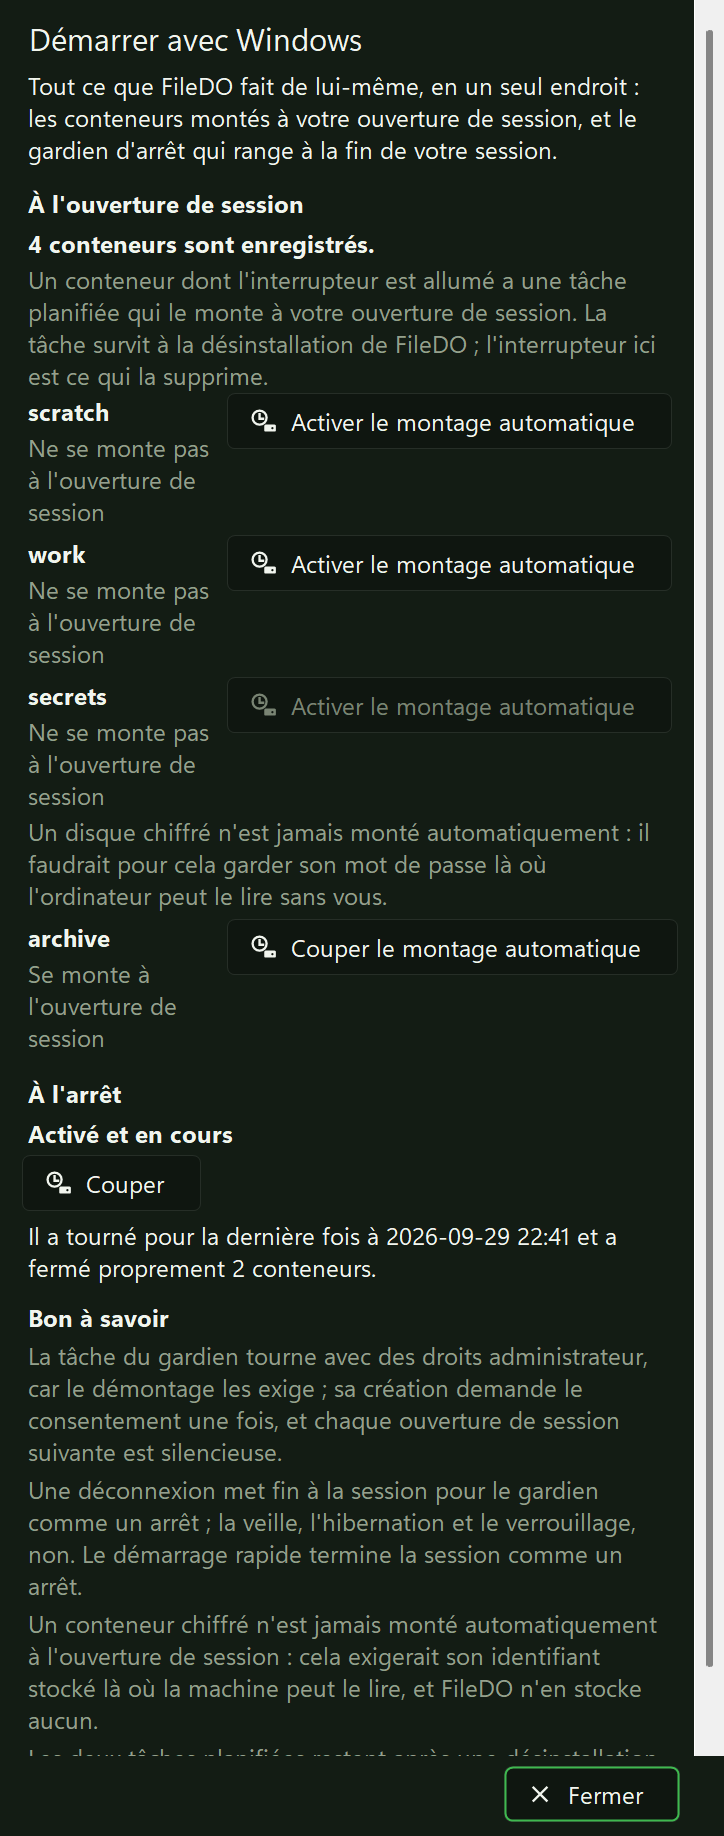 Démarrer avec Windows
Tout ce que FileDO fait de lui-même, en un seul endroit :
les conteneurs montés à votre ouverture de session, et le
gardien d'arrêt qui range à la fin de votre session.
À l'ouverture de session
4 conteneurs sont enregistrés.
Un conteneur dont l'interrupteur est allumé a une tâche
planifiée qui le monte à votre ouverture de session. La
tâche survit à la désinstallation de FileDO ; l'interrupteur ici
est ce qui la supprime.
scratch
Activer le montage automatique
Ne se monte pas
à l'ouverture de
session
work
Activer le montage automatique
Ne se monte pas
à l'ouverture de
session
secrets
Activer le montage automatique
Ne se monte pas
à l'ouverture de
session
Un disque chiffré n'est jamais monté automatiquement : il
faudrait pour cela garder son mot de passe là où
l'ordinateur peut le lire sans vous.
archive
Couper le montage automatique
Se monte à
l'ouverture de
session
À l'arrêt
Activé et en cours
Couper
Il a tourné pour la dernière fois à 2026-09-29 22:41 et a
fermé proprement 2 conteneurs.
Bon à savoir
La tâche du gardien tourne avec des droits administrateur,
car le démontage les exige ; sa création demande le
consentement une fois, et chaque ouverture de session
suivante est silencieuse.
Une déconnexion met fin à la session pour le gardien
comme un arrêt ; la veille, l'hibernation et le verrouillage,
non. Le démarrage rapide termine la session comme un
arrêt.
Un conteneur chiffré n'est jamais monté automatiquement
à l'ouverture de session : cela exigerait son identifiant
stocké là où la machine peut le lire, et FileDO n'en stocke
aucun.
Les deux tâches planifiées restent après une désinstallation
Fermer